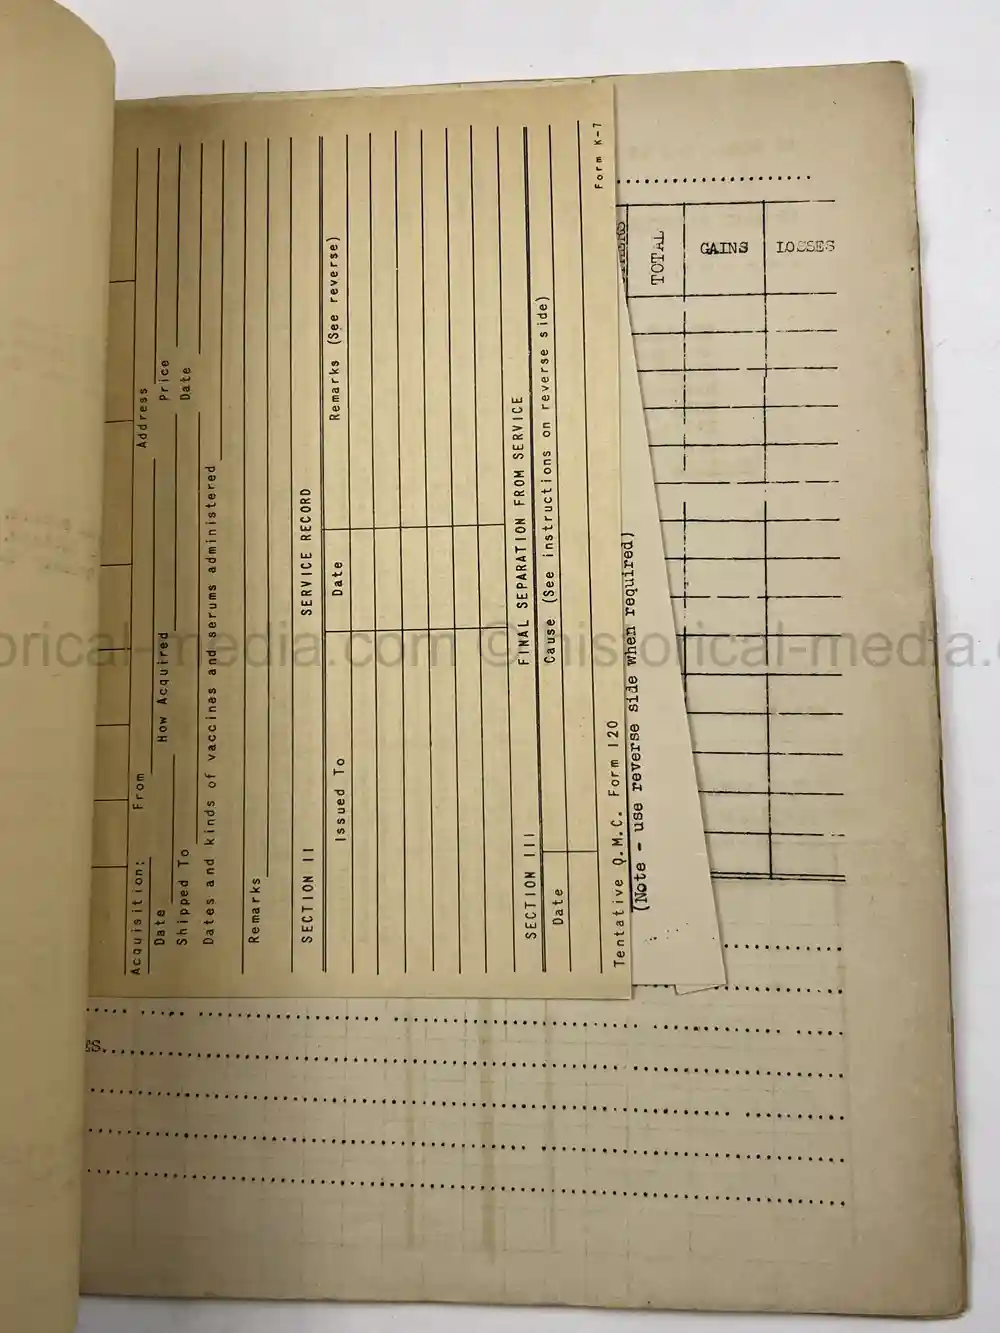 Acquisition:
Date From How Acquired Address Price
Shipped To Date
Dates and kinds of vaccines and serums administered
Remarks
SECTION II SERVICE RECORD
Issued To Date Remarks (See reverse)
SECTION III FINAL SEPARATION FROM SERVICE
Date Cause (See instructions on reverse side)
Tentative Q.M.C. Form 120 Form K-7
(Note - use reverse side when required)
TOTAL GAINS LOSSES
historical-media.com © historical-media.